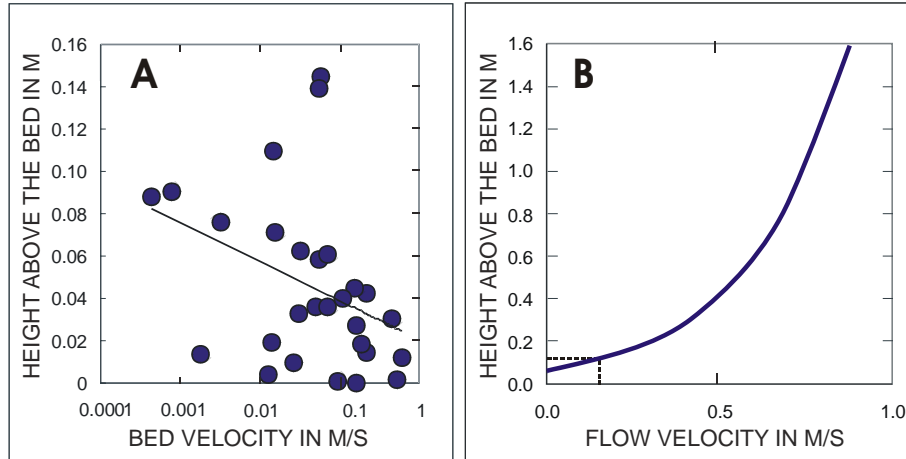 A
HEIGHT ABOVE THE BED IN M
0.16
0.14
0.12
0.10
0.08
0.06
0.04
0.02
0
0.0001 0.001 0.01 0.1 1
BED VELOCITY IN M/S
B
HEIGHT ABOVE THE BED IN M
1.6
1.4
1.2
1.0
0.8
0.6
0.4
0.2
0.0
0.0 0.5 1.0
FLOW VELOCITY IN M/S